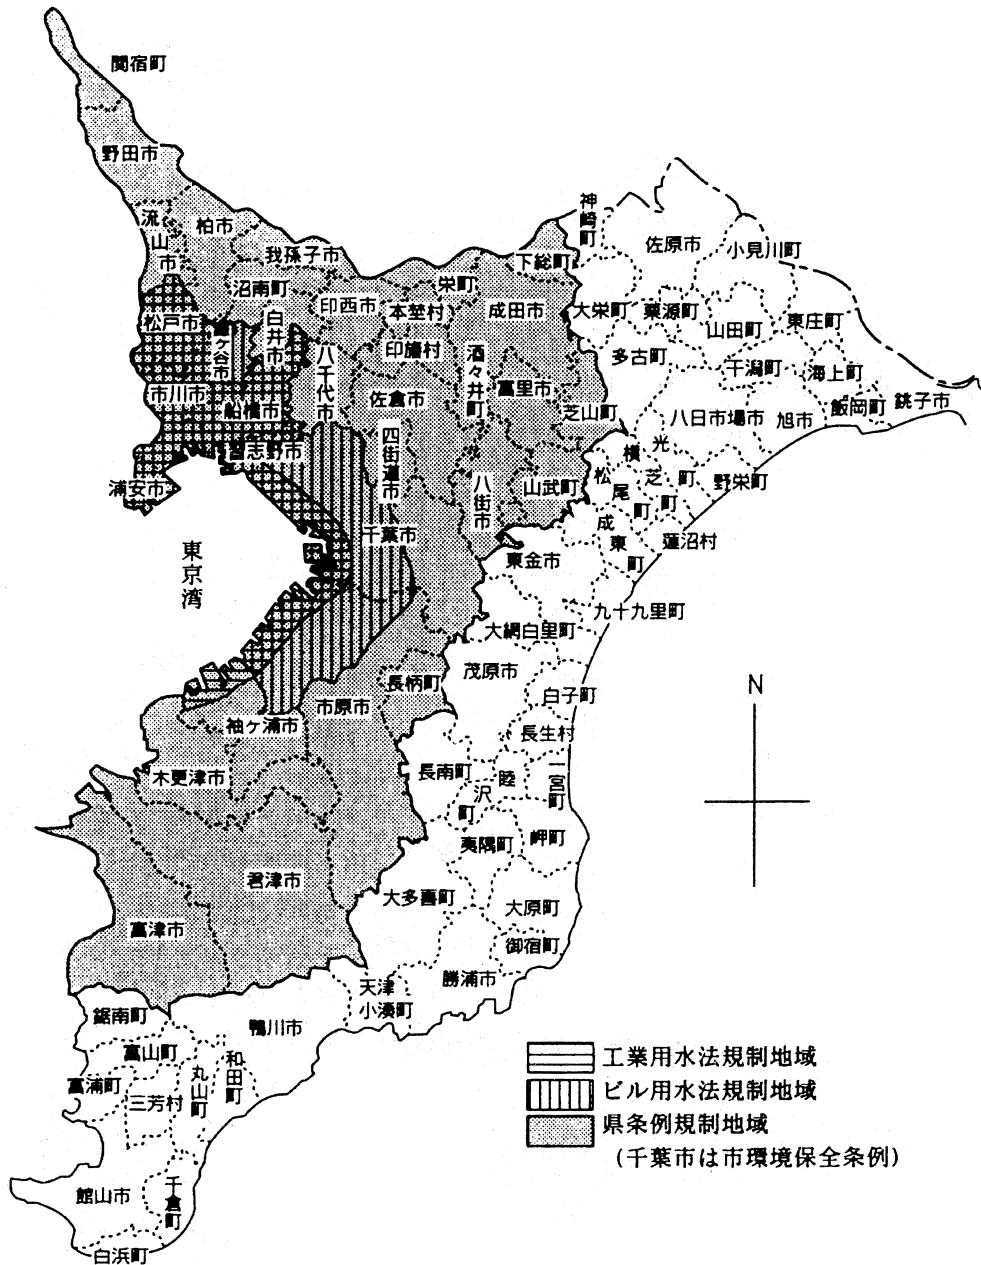 関宿町
野田市
流山市
柏市
我孫子市
沼南町
印西市
本埜村
栄町
下総町
神崎町
佐原市
小見川町
成田市
大栄町
栗源町
山田町
東庄町
松戸市
鎌ヶ谷市
白井市
八千代市
印旛村
酒々井町
富里市
多古町
干潟町
海上町
飯岡町
銚子市
市川市
船橋市
佐倉市
芝山町
八日市場市
旭市
習志野市
浦安市
四街道市
八街市
山武町
横芝町
光町
松尾町
野栄町
成東町
蓮沼村
千葉市
東京湾
東金市
九十九里町
大網白里町
茂原市
長柄町
白子町
市原市
袖ヶ浦市
長生村
木更津市
長南町
睦沢町
一宮町
夷隅町
岬町
君津市
大多喜町
大原町
富津市
御宿町
勝浦市
天津小湊町
鋸南町
鴨川市
富山町
和田町
丸山町
富浦町
三芳村
館山市
千倉町
白浜町
N
工業用水法規制地域
ビル用水法規制地域
県条例規制地域
(千葉市は市環境保全条例)